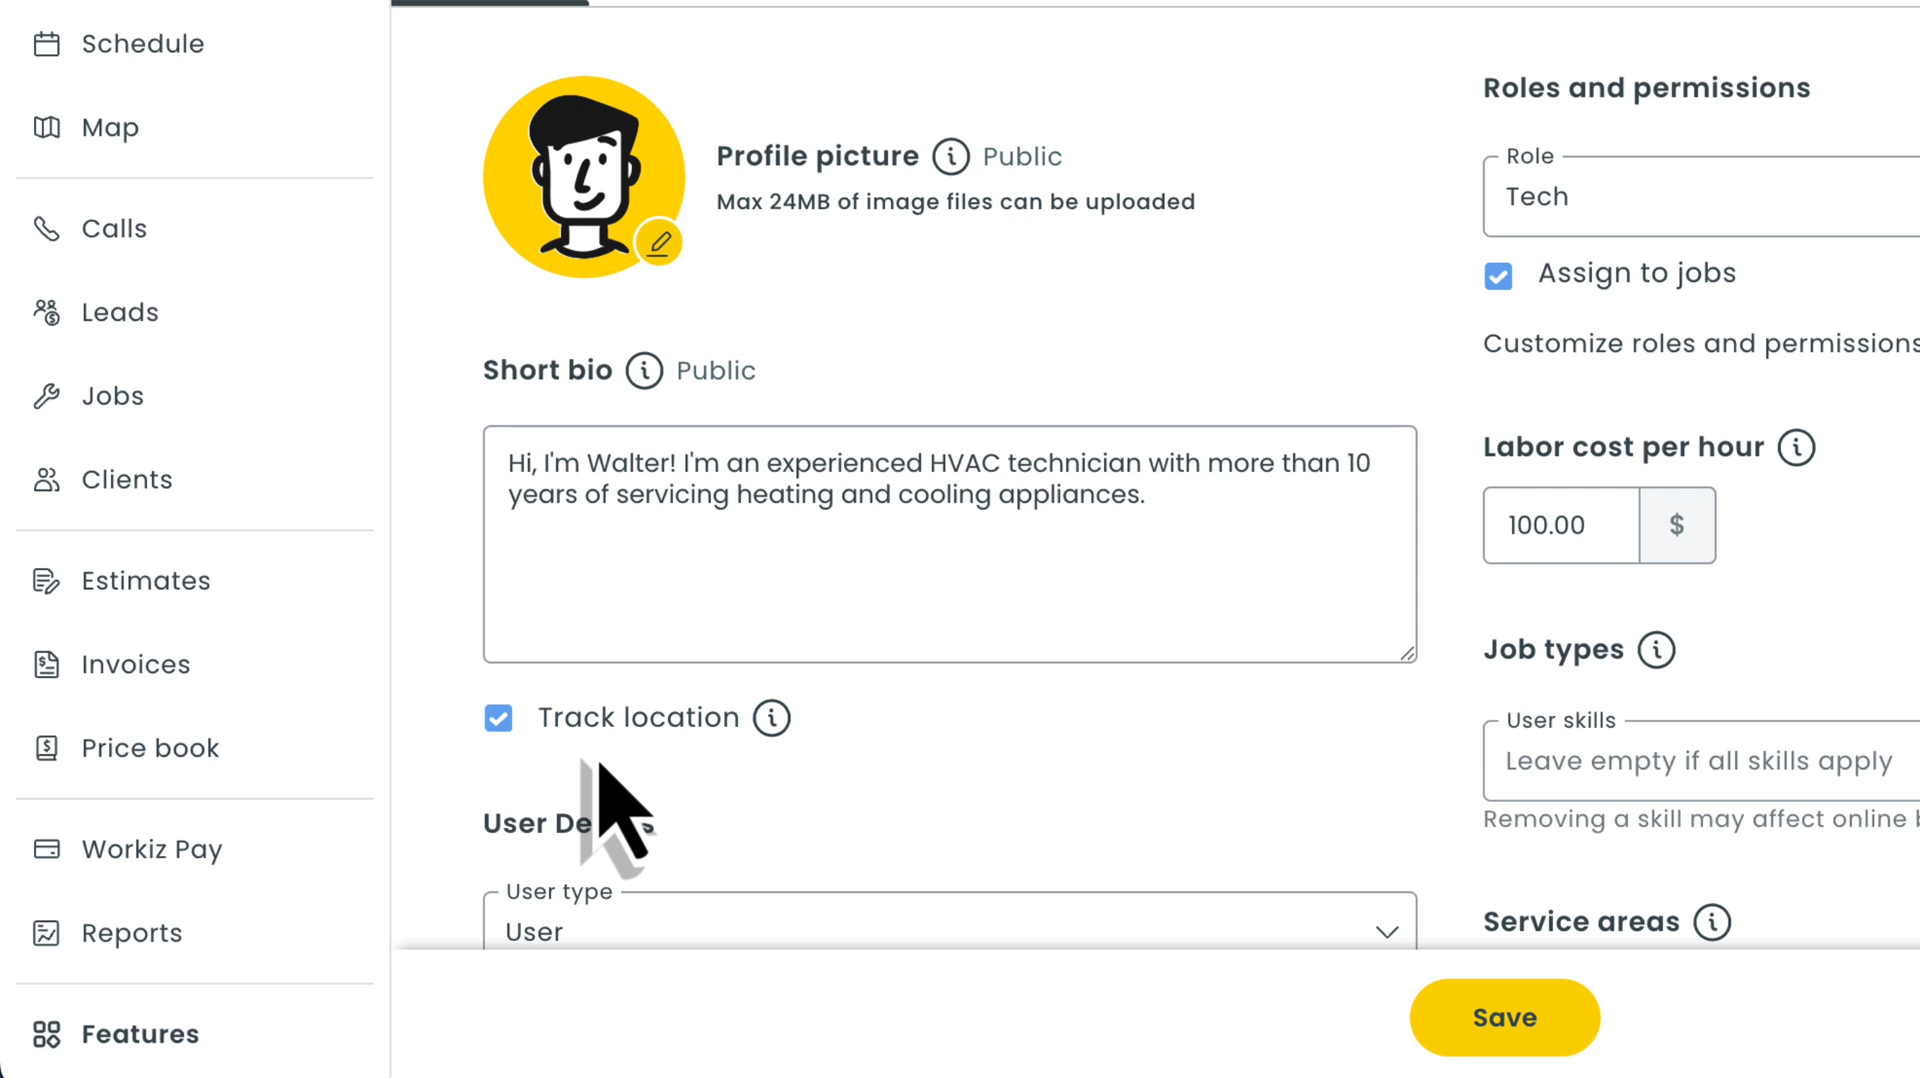 Schedule
Map
Calls
Leads
Jobs
Clients
Estimates
Invoices
Price book
Workiz Pay
Reports
Features
Profile picture Public
Max 24MB of image files can be uploaded
Short bio Public
Hi, I'm Walter! I'm an experienced HVAC technician with more than 10
years of servicing heating and cooling appliances.
Track location
User De
User type
User
Roles and permissions
Role
Tech
Assign to jobs
Customize roles and permissions
Labor cost per hour
100.00 $
Job types
User skills
Leave empty if all skills apply
Removing a skill may affect online
Service areas
Save